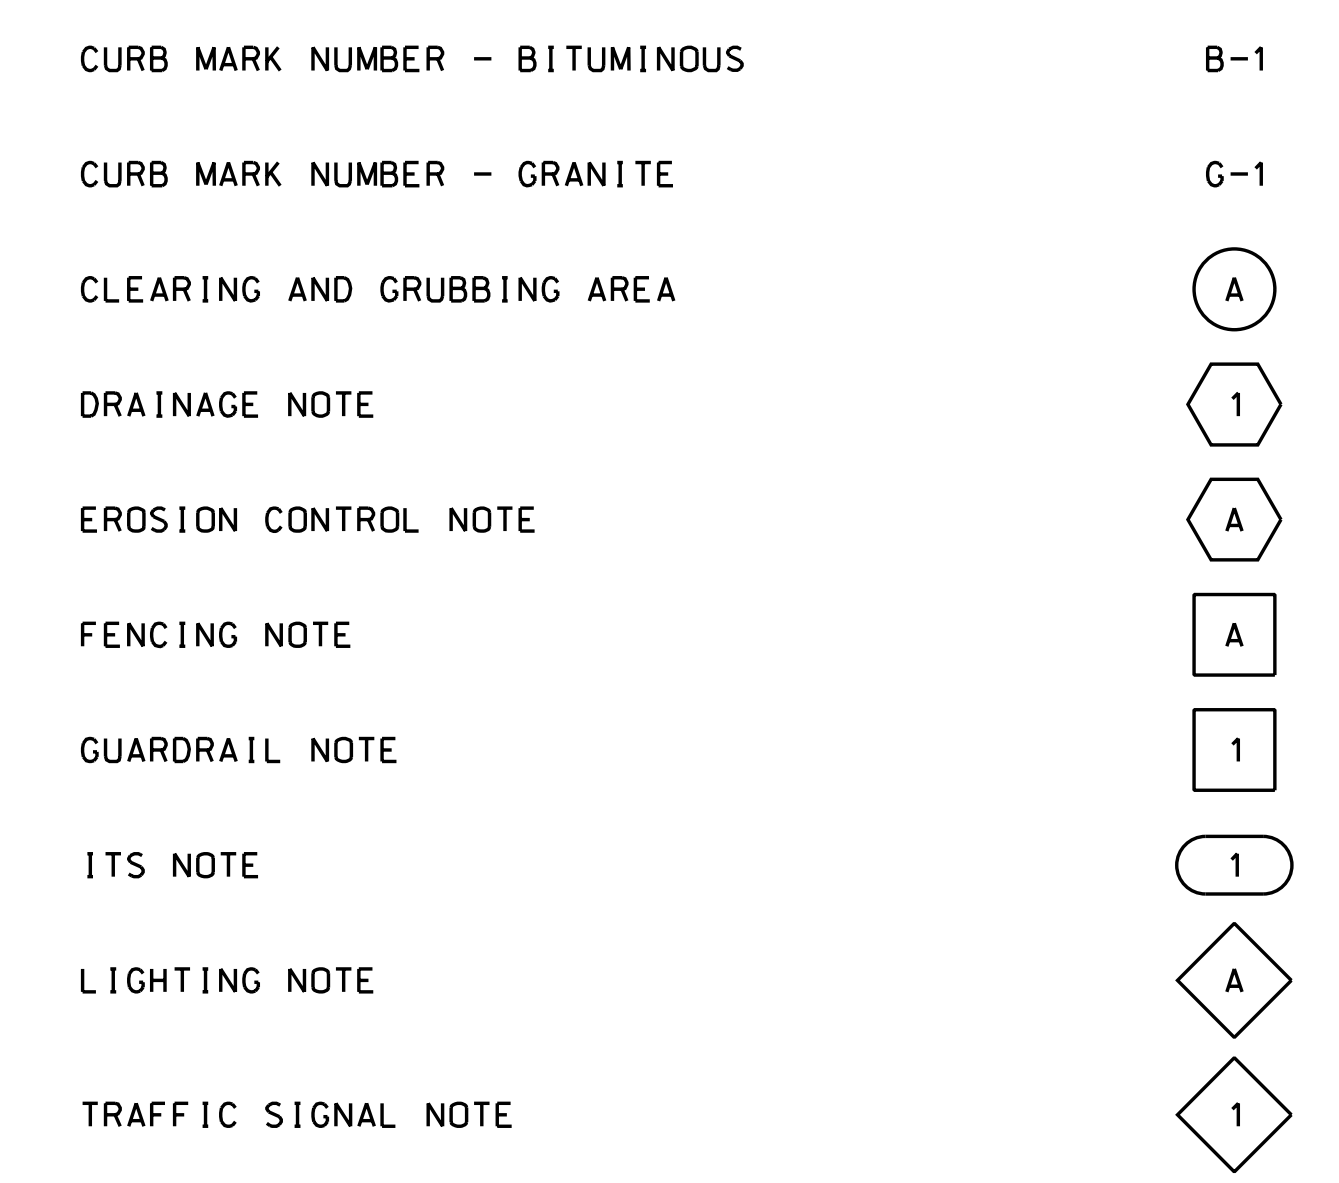 CURB MARK NUMBER - BITUMINOUS B-1
CURB MARK NUMBER - GRANITE G-1
CLEARING AND GRUBBING AREA A
DRAINAGE NOTE 1
EROSION CONTROL NOTE A
FENCING NOTE A
GUARDRAIL NOTE 1
ITS NOTE 1
LIGHTING NOTE A
TRAFFIC SIGNAL NOTE 1